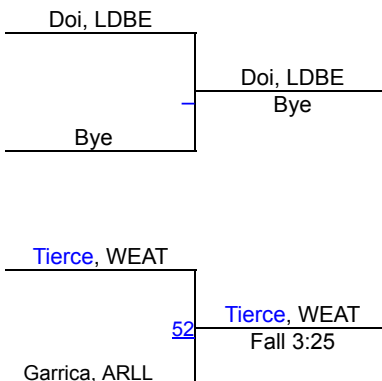 Doi, LDBE
Doi, LDBE
Bye
Bye
Tierce, WEAT
52
Tierce, WEAT
Fall 3:25
Garrica, ARLL